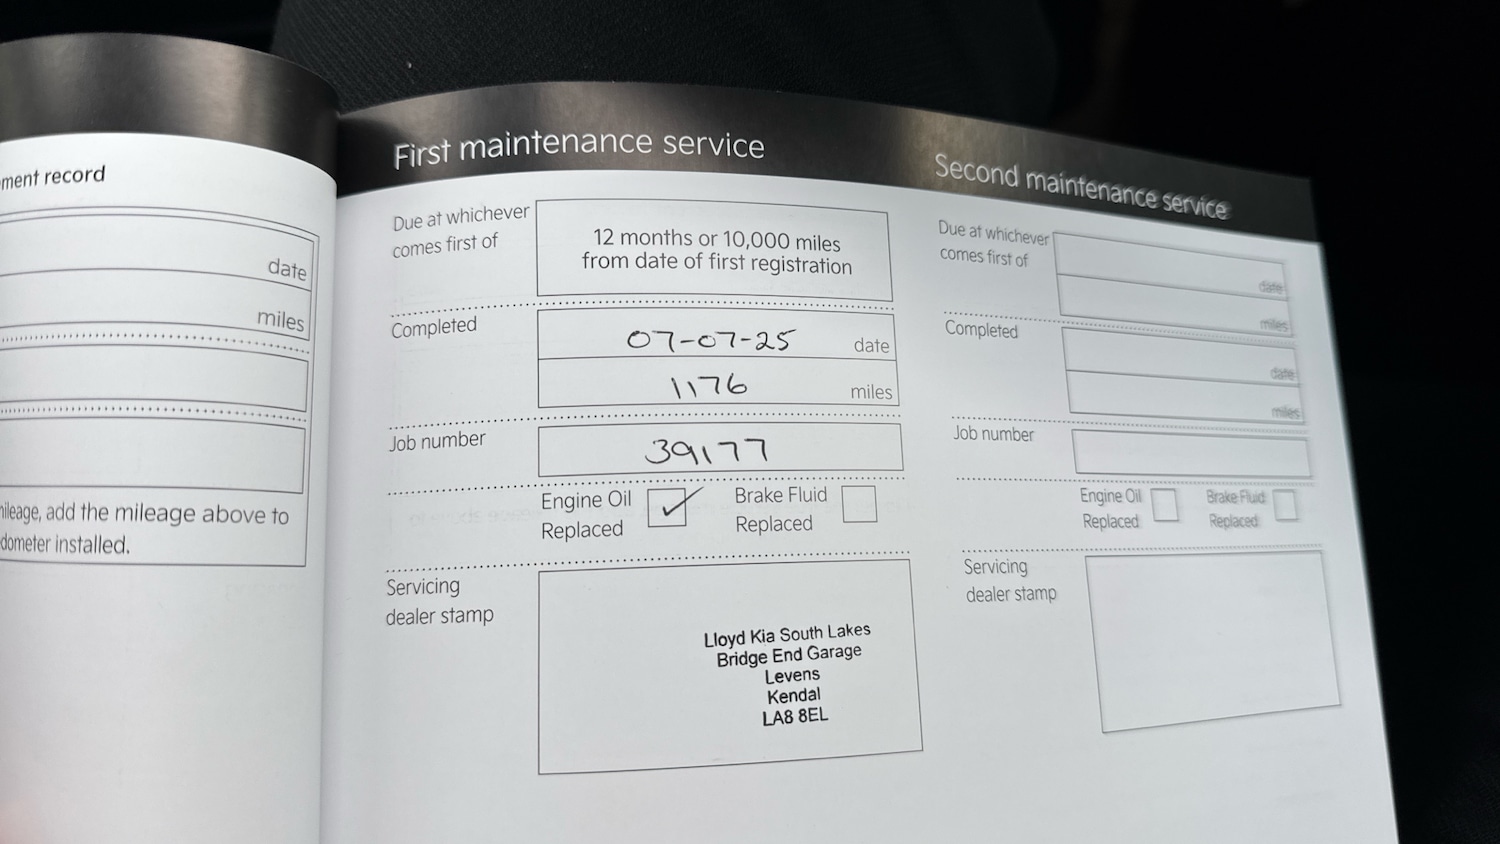 ment record
date
miles
mileage, add the mileage above to
dometer installed.
First maintenance service
Due at whichever
comes first of
12 months or 10,000 miles
from date of first registration
Completed
07-07-25 date
1176 miles
Job number
39177
Engine Oil
Replaced
Brake Fluid
Replaced
Servicing
dealer stamp
Lloyd Kia South Lakes
Bridge End Garage
Levens
Kendal
LA8 8EL
Second maintenance service
Due at whichever
comes first of
date
miles
Completed
date
miles
Job number
Engine Oil
Replaced
Brake Fluid
Replaced
Servicing
dealer stamp